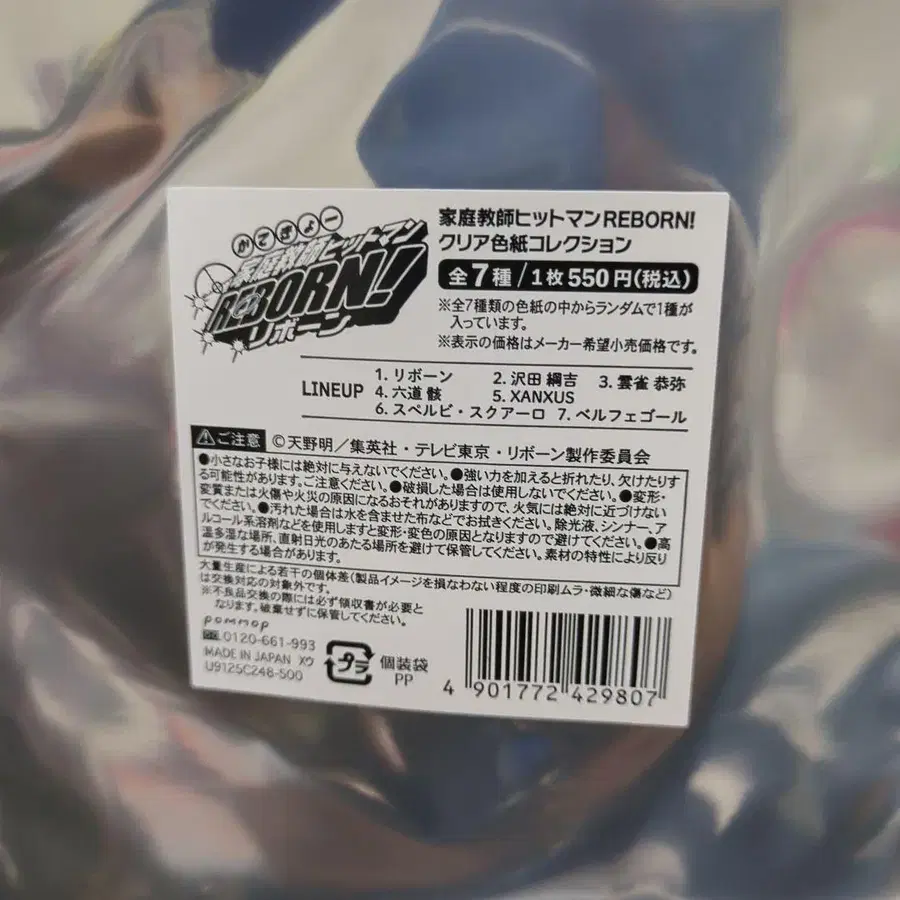 かてきょー
家庭教師ヒットマン
REBORN!
リボーン
家庭教師ヒットマンREBORN!
クリア色紙コレクション
全7種/1枚550円(税込)
※全7種類の色紙の中からランダムで1種が
入っています。
※表示の価格はメーカー希望小売価格です。
LINEUP
1. リボーン 2. 沢田 綱吉 3. 雲雀 恭弥
4. 六道 骸 5. XANXUS
6. スペルビ・スクアーロ 7. ベルフェゴール
ご注意 ©天野明/集英社・テレビ東京・リボーン製作委員会
●小さなお子様には絶対に与えないでください。●強い力を加えると折れたり、欠けたりす
る可能性があります。ご注意ください。●破損した場合は使用しないでください。●変形・
変質または火傷や火災の原因になるおそれがありますので、火気には絶対に近づけない
でください。●汚れた場合は水を含ませた布などでお拭きください。除光液、シンナー、ア
ルコール系溶剤などを使用しますと変形・変色の原因となりますので避けてください。●高
温多湿な場所、直射日光のあたる場所を避けて保管してください。素材の特性により反り
が発生する場合があります。
大量生産による若干の個体差(製品イメージを損なわない程度の印刷ムラ・微細な傷など)
は交換対応の対象外です。
※不良品交換の際には必ず領収書が必要と
なります。破棄せずに保管してください。
pommop
0120-661-993
MADE IN JAPAN Xウ
U9125C248-500
プラ
個装袋
PP
4 901772 429807